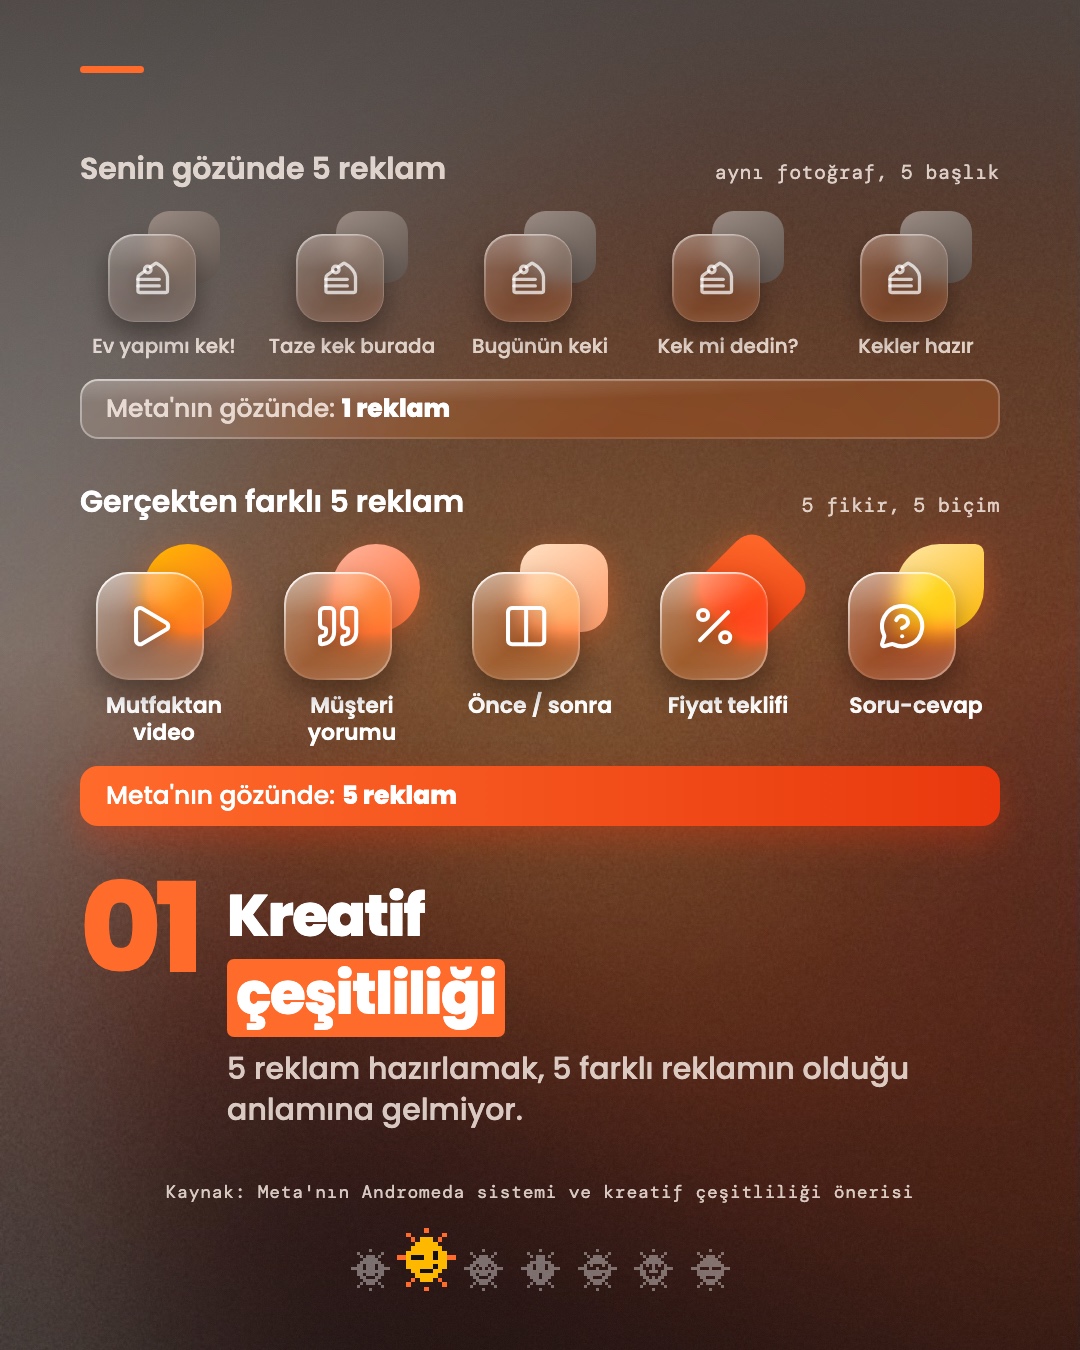 Senin gözünde 5 reklam
aynı fotoğraf, 5 başlık
Ev yapımı kek!
Taze kek burada
Bugünün keki
Kek mi dedin?
Kekler hazır
Meta'nın gözünde: 1 reklam
Gerçekten farklı 5 reklam
5 fikir, 5 biçim
Mutfaktan
video
Müşteri
yorumu
Önce / sonra
Fiyat teklifi
Soru-cevap
Meta'nın gözünde: 5 reklam
01
Kreatif
çeşitliliği
5 reklam hazırlamak, 5 farklı reklamın olduğu
anlamına gelmiyor.
Kaynak: Meta'nın Andromeda sistemi ve kreatif çeşitliliği önerisi